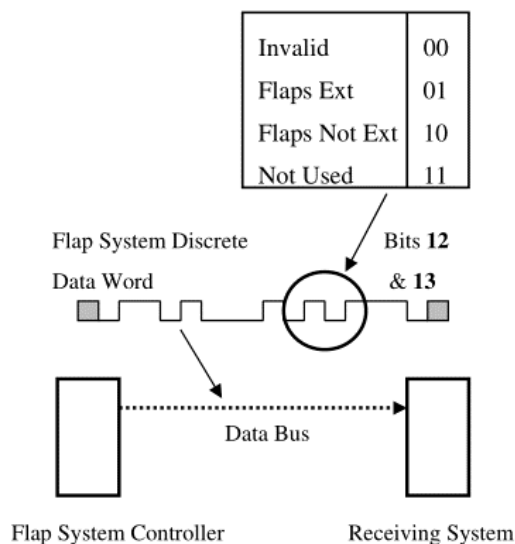 Invalid 00
Flaps Ext 01
Flaps Not Ext 10
Not Used 11
Flap System Discrete Bits 12
Data Word & 13
Data Bus
Flap System Controller Receiving System